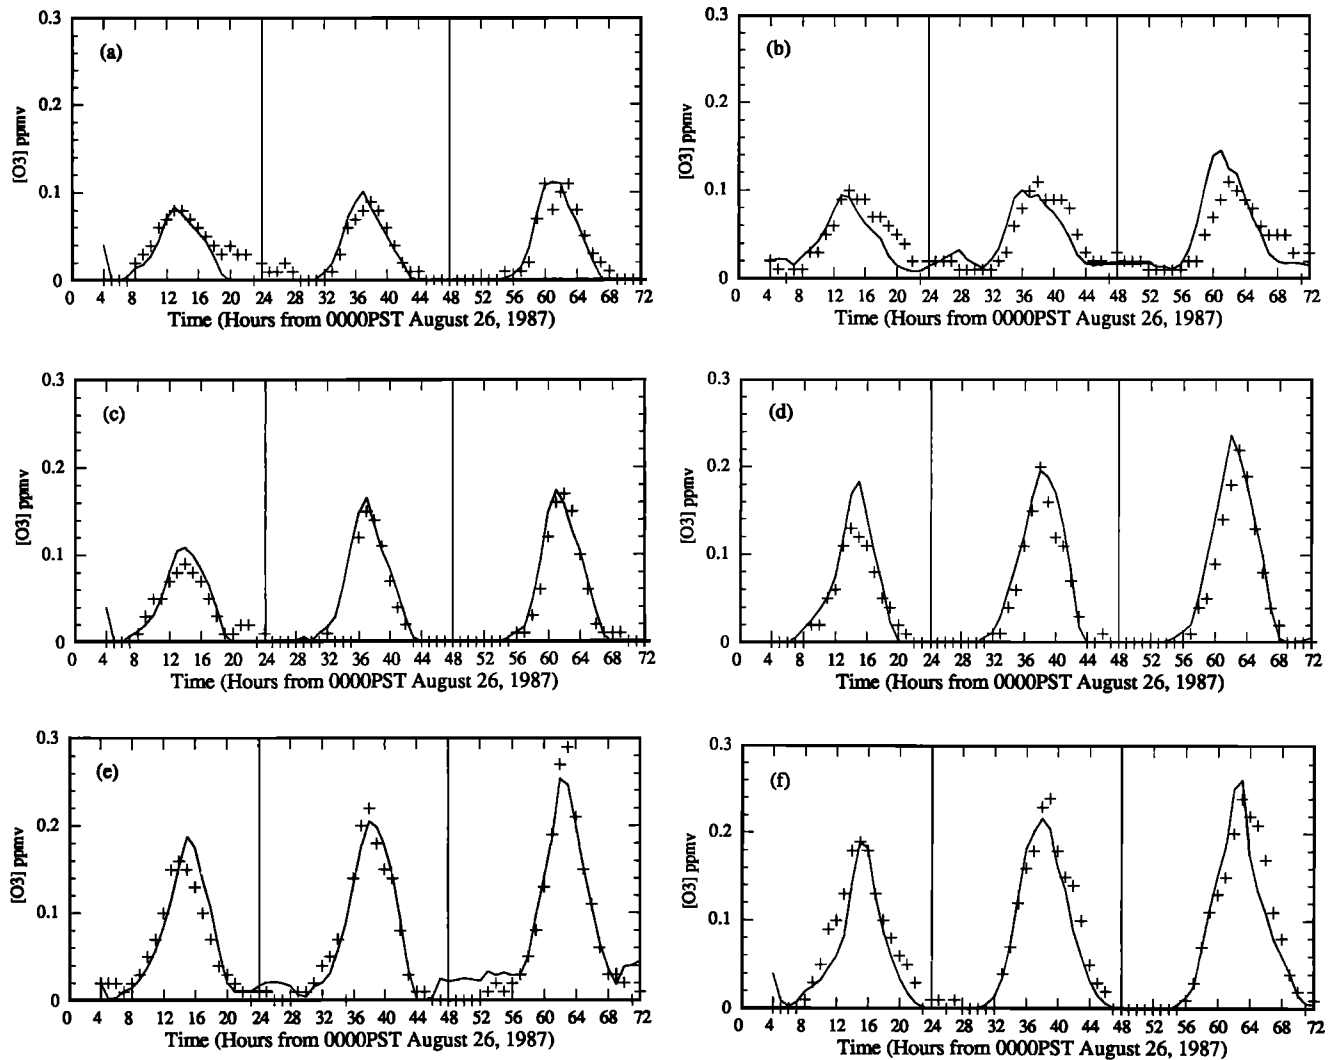 0.3
(a)
0.2
[O3] ppmv
0.1
0
0 4 8 12 16 20 24 28 32 36 40 44 48 52 56 60 64 68 72
Time (Hours from 0000PST August 26, 1987)
0.3
(b)
0.2
[O3] ppmv
0.1
0
0 4 8 12 16 20 24 28 32 36 40 44 48 52 56 60 64 68 72
Time (Hours from 0000PST August 26, 1987)
0.3
(c)
0.2
[O3] ppmv
0.1
0
0 4 8 12 16 20 24 28 32 36 40 44 48 52 56 60 64 68 72
Time (Hours from 0000PST August 26, 1987)
0.3
(d)
0.2
[O3] ppmv
0.1
0
0 4 8 12 16 20 24 28 32 36 40 44 48 52 56 60 64 68 72
Time (Hours from 0000PST August 26, 1987)
0.3
(e)
0.2
[O3] ppmv
0.1
0
0 4 8 12 16 20 24 28 32 36 40 44 48 52 56 60 64 68 72
Time (Hours from 0000PST August 26, 1987)
0.3
(f)
0.2
[O3] ppmv
0.1
0
0 4 8 12 16 20 24 28 32 36 40 44 48 52 56 60 64 68 72
Time (Hours from 0000PST August 26, 1987)